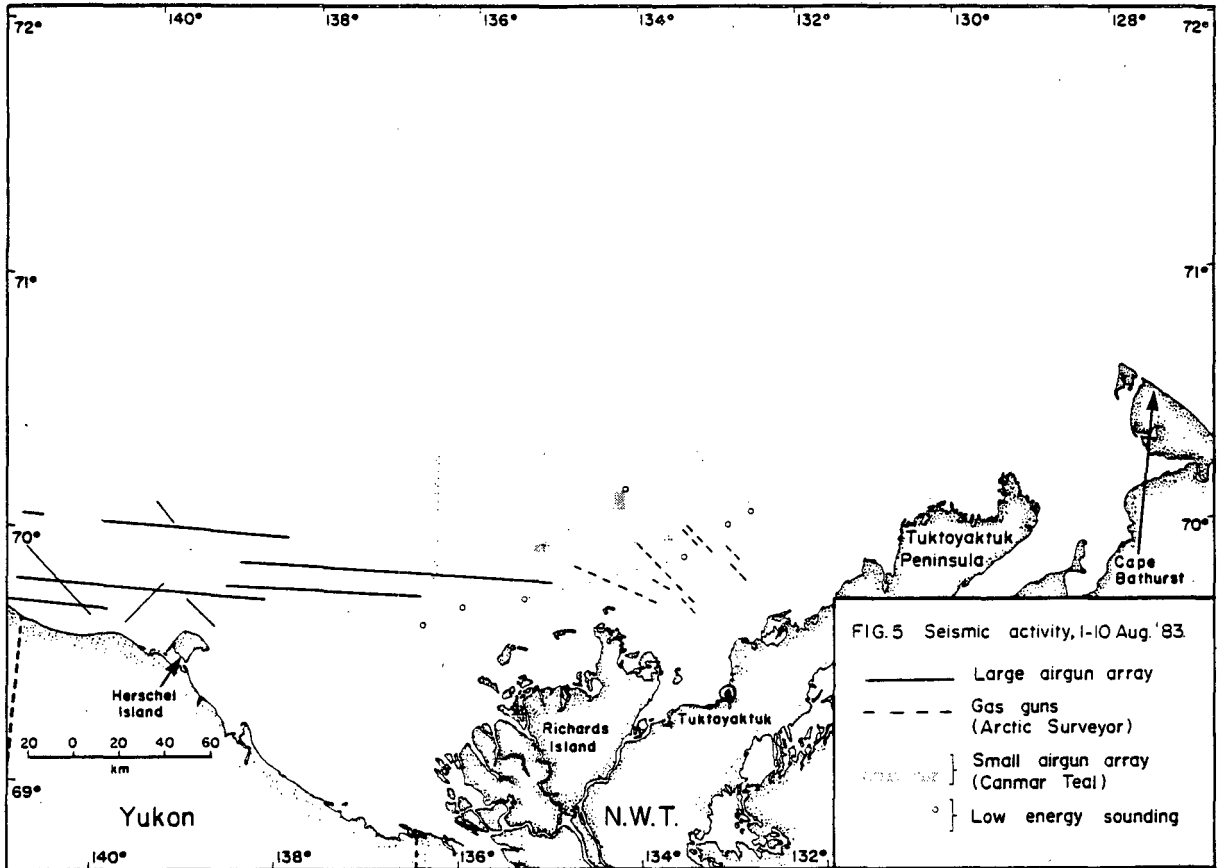 72° 140° 138° 136° 134° 132° 130° 128° 72°
71° 71°
70° 70°
Tuktoyaktuk
Peninsula
Cape
Bathurst
Herschel
Island
20 0 20 40 60
km
Richards
Island
Tuktoyaktuk
69°
Yukon
N.W.T.
140° 138° 136° 134° 132°
FIG.5 Seismic activity, 1-10 Aug. '83.
Large airgun array
Gas guns
(Arctic Surveyor)
Small airgun array
(Canmar Teal)
Low energy sounding